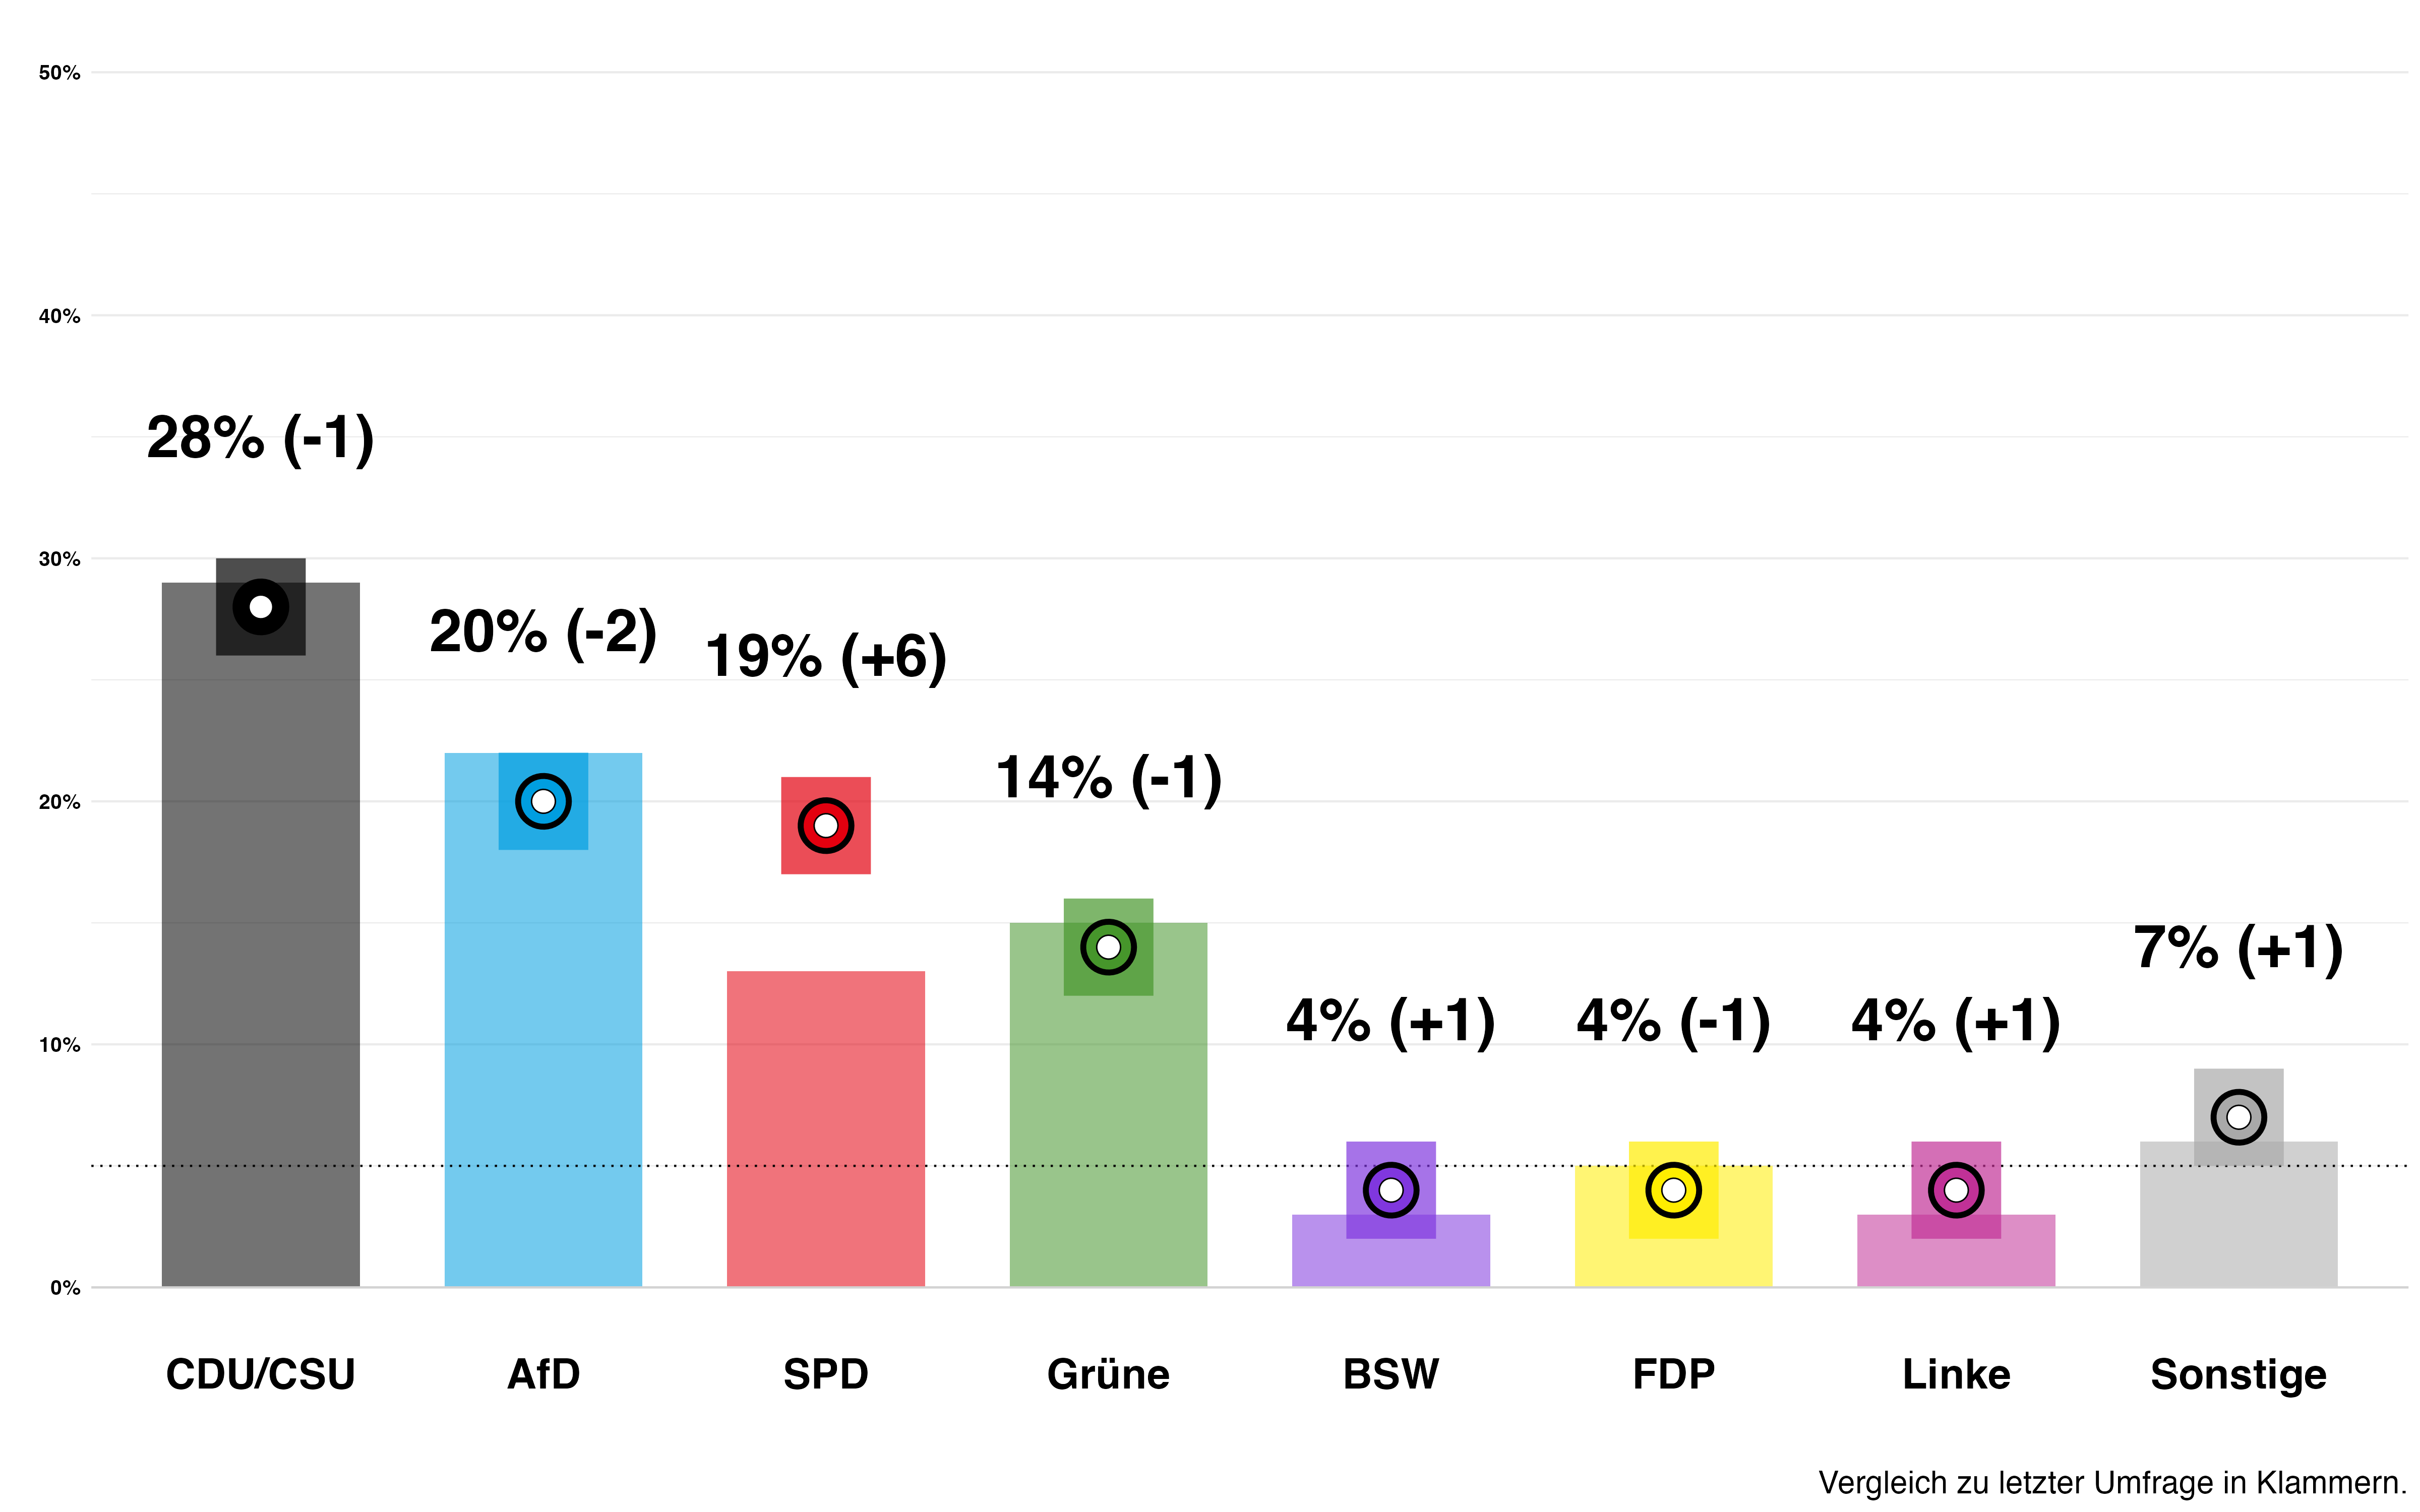 50%
40%
30%
20%
10%
0%
28% (-1)
20% (-2)
19% (+6)
14% (-1)
4% (+1)
4% (-1)
4% (+1)
7% (+1)
CDU/CSU
AfD
SPD
Grüne
BSW
FDP
Linke
Sonstige
Vergleich zu letzter Umfrage in Klammern.